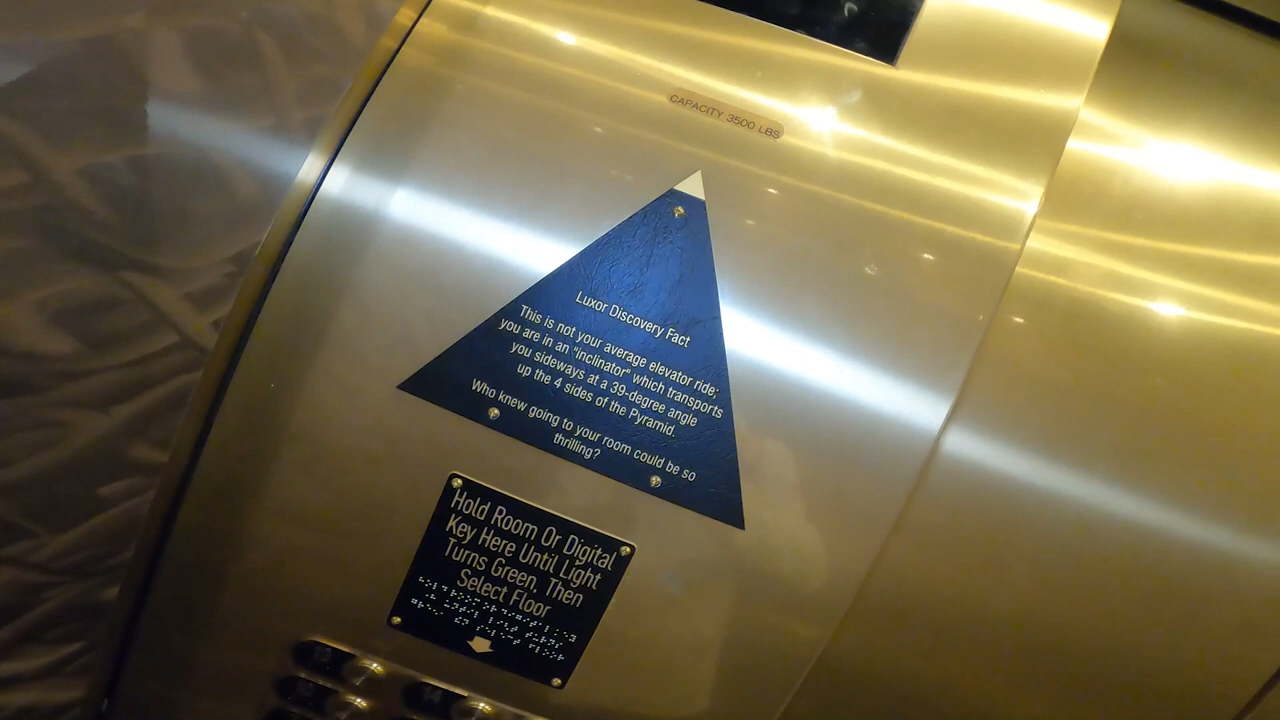 CAPACITY 3500 LBS
Luxor Discovery Fact
This is not your average elevator ride;
you are in an "inclinator" which transports
you sideways at a 39-degree angle
up the 4 sides of the Pyramid.
Who knew going to your room could be so
thrilling?
Hold Room Or Digital
Key Here Until Light
Turns Green, Then
Select Floor